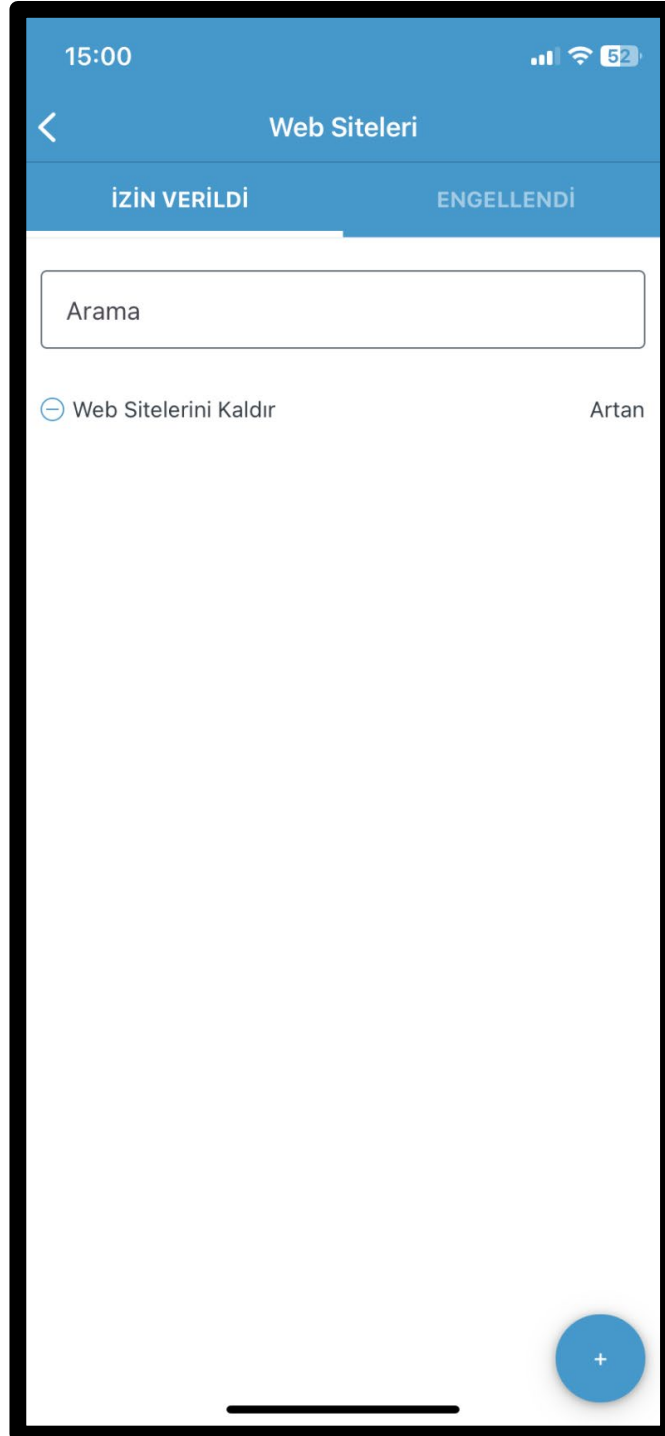 15:00
52
Web Siteleri
İZİN VERİLDİ
ENGELLENDİ
Arama
Web Sitelerini Kaldır
Artan
+